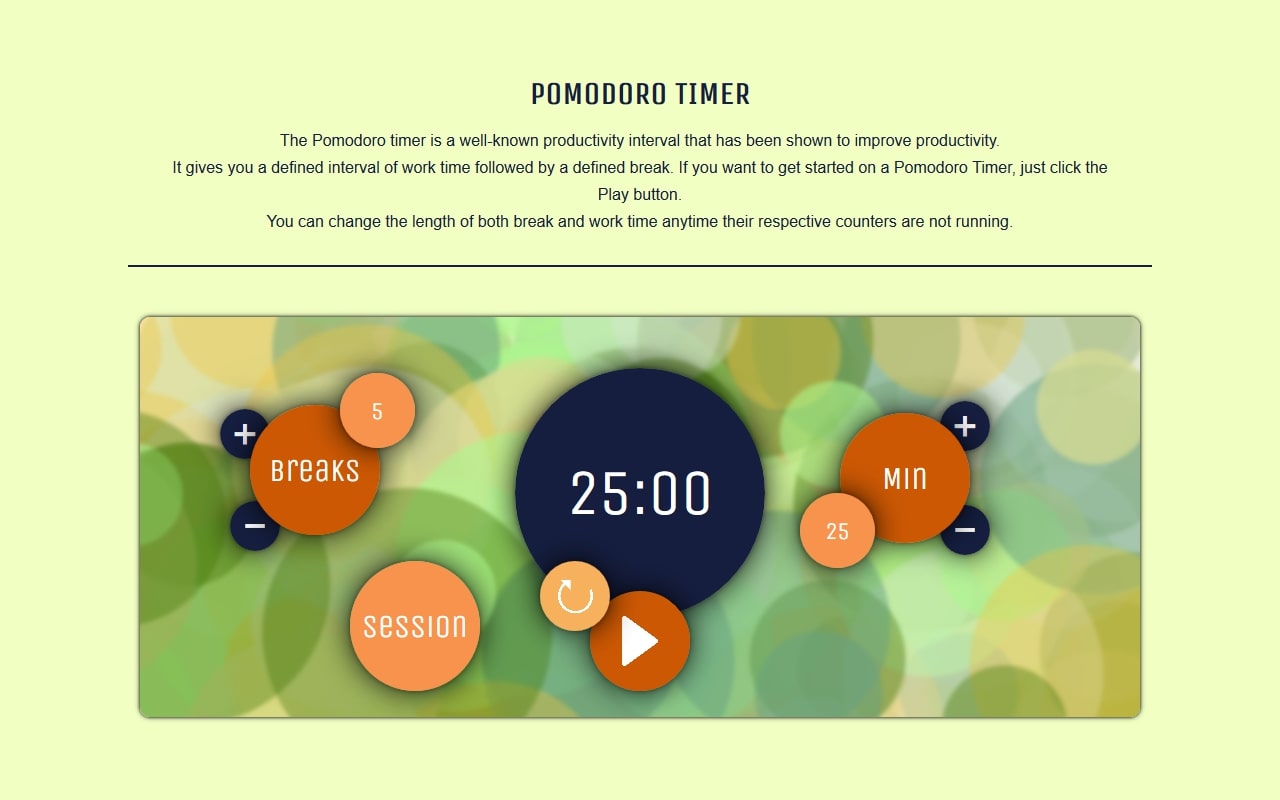 POMODORO TIMER
The Pomodoro timer is a well-known productivity interval that has been shown to improve productivity.
It gives you a defined interval of work time followed by a defined break. If you want to get started on a Pomodoro Timer, just click the
Play button.
You can change the length of both break and work time anytime their respective counters are not running.
5
+
Breaks
−
25:00
+
Min
25
−
Session